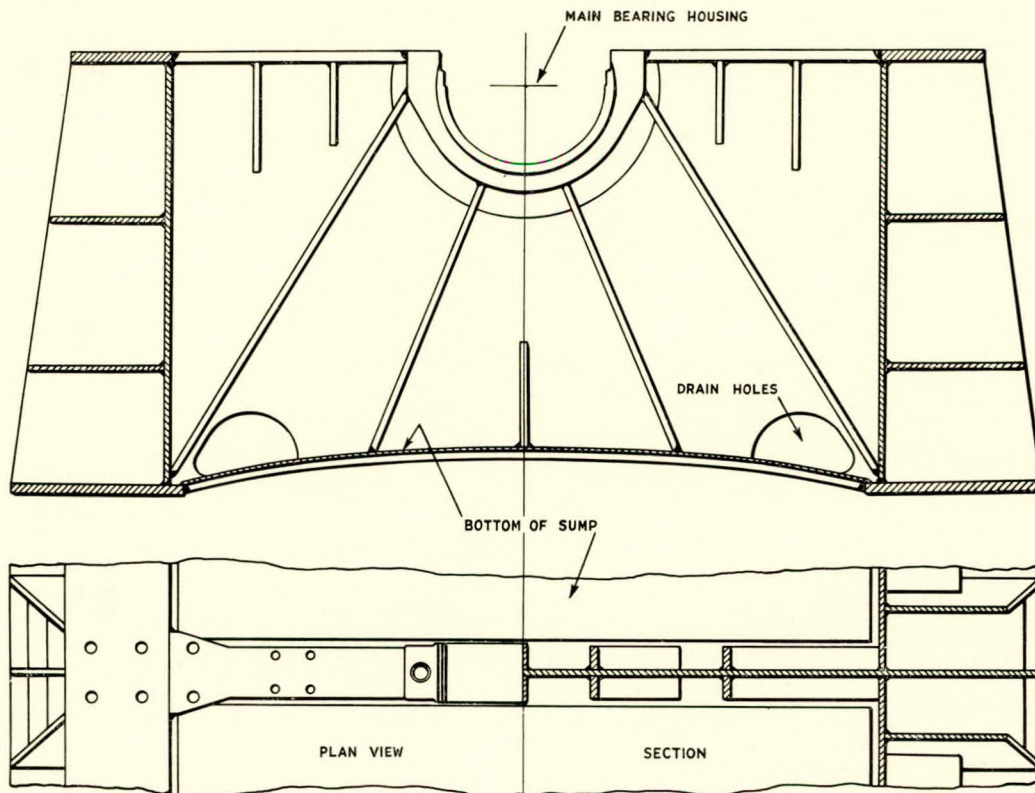 MAIN BEARING HOUSING
DRAIN HOLES
BOTTOM OF SUMP
PLAN VIEW
SECTION